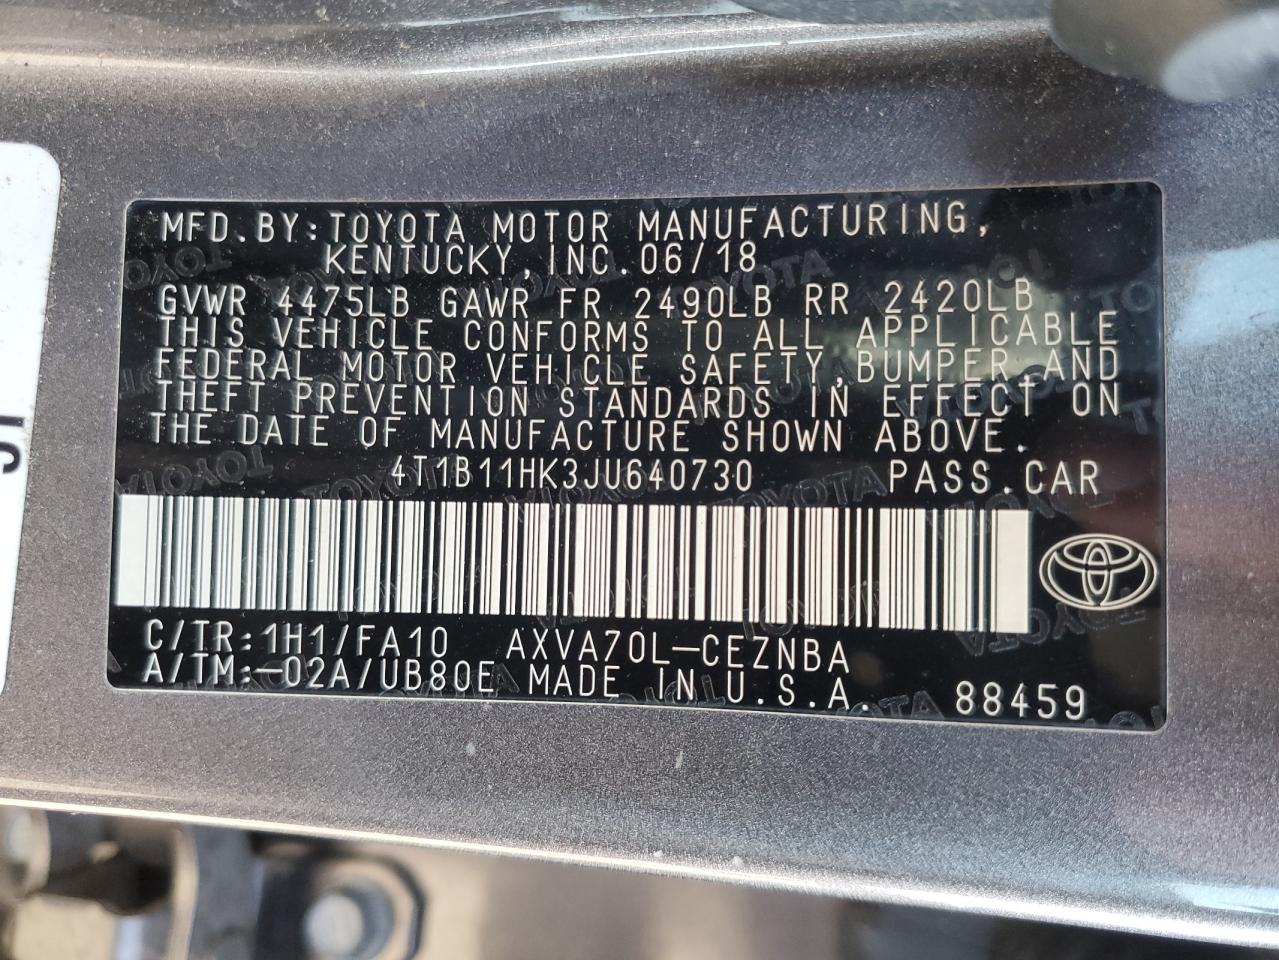 MFD.BY:TOYOTA MOTOR MANUFACTURING,
KENTUCKY,INC.06/18
GVWR 4475LB GAWR FR 2490LB RR 2420LB
THIS VEHICLE CONFORMS TO ALL APPLICABLE
FEDERAL MOTOR VEHICLE SAFETY,BUMPER AND
THEFT PREVENTION STANDARDS IN EFFECT ON
THE DATE OF MANUFACTURE SHOWN ABOVE.
4T1B11HK3JU640730 PASS.CAR
C/TR:1H1/FA10 AXVA70L-CEZNBA
A/TM:-02A/UB80E MADE IN U.S.A. 88459